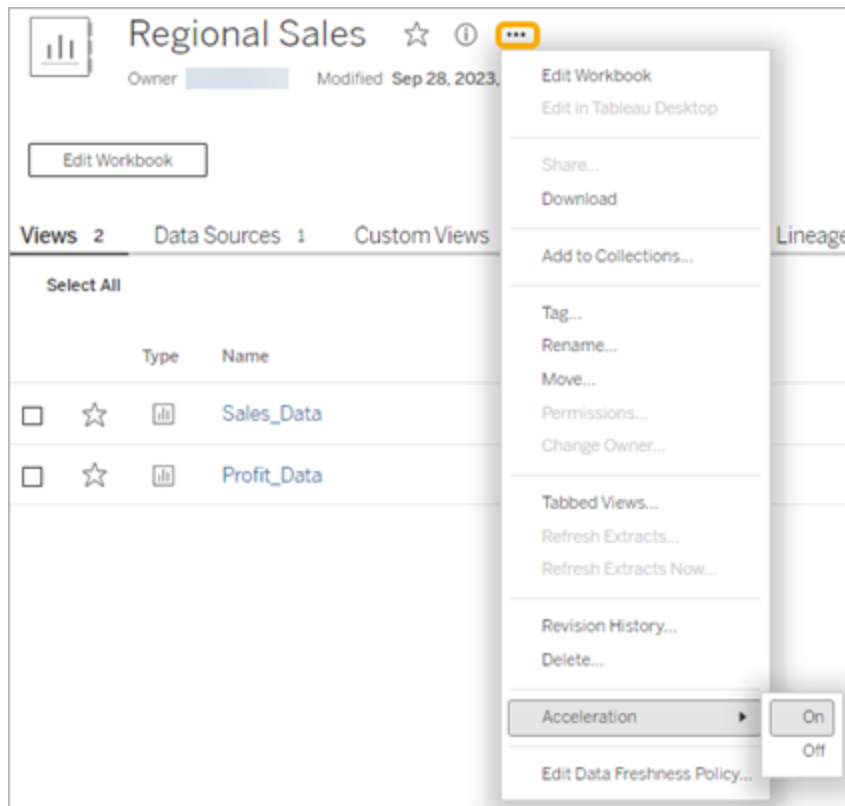 Regional Sales
Owner Modified Sep 28, 2023,
Edit Workbook
Views 2 Data Sources 1 Custom Views Lineage
Select All
Type Name
Sales_Data
Profit_Data
Edit Workbook
Edit in Tableau Desktop
Share...
Download
Add to Collections...
Tag...
Rename...
Move...
Permissions...
Change Owner...
Tabbed Views...
Refresh Extracts...
Refresh Extracts Now...
Revision History...
Delete...
Acceleration
On
Off
Edit Data Freshness Policy...